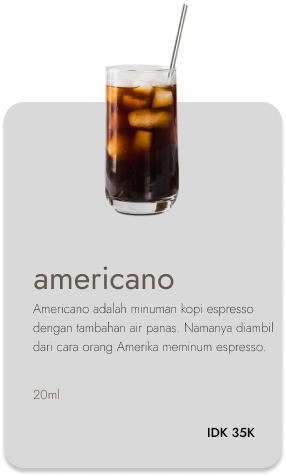 americano
Americano adalah minuman kopi espresso
dengan tambahan air panas. Namanya diambil
dari cara orang Amerika meminum espresso.
20ml
IDK 35K